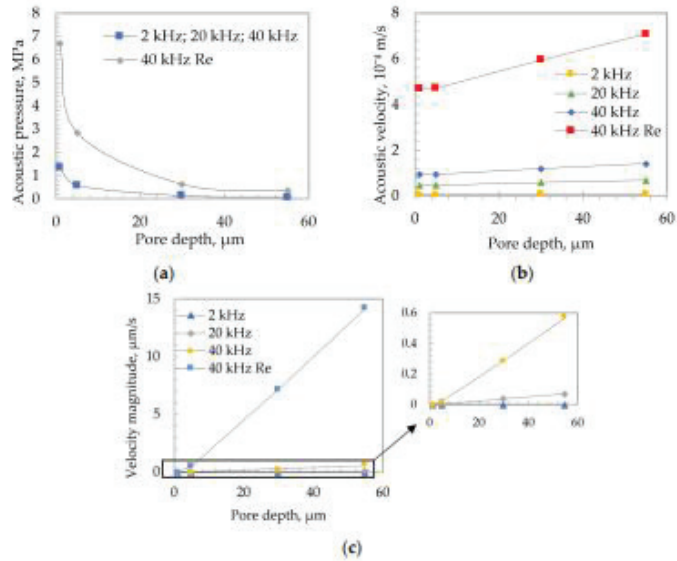 2 kHz; 20 kHz; 40 kHz
40 kHz Re
Acoustic pressure, MPa
8
7
6
5
4
3
2
1
0
0
20
40
60
Pore depth, μm
(a)
Acoustic velocity, 10⁻⁴ m/s
8
6
4
2
0
2 kHz
20 kHz
40 kHz
40 kHz Re
0
20
40
60
Pore depth, μm
(b)
Velocity magnitude, μm/s
15
10
5
0
2 kHz
20 kHz
40 kHz
40 kHz Re
0
20
40
60
Pore depth, μm
0.6
0.4
0.2
0
0
20
40
60
(c)